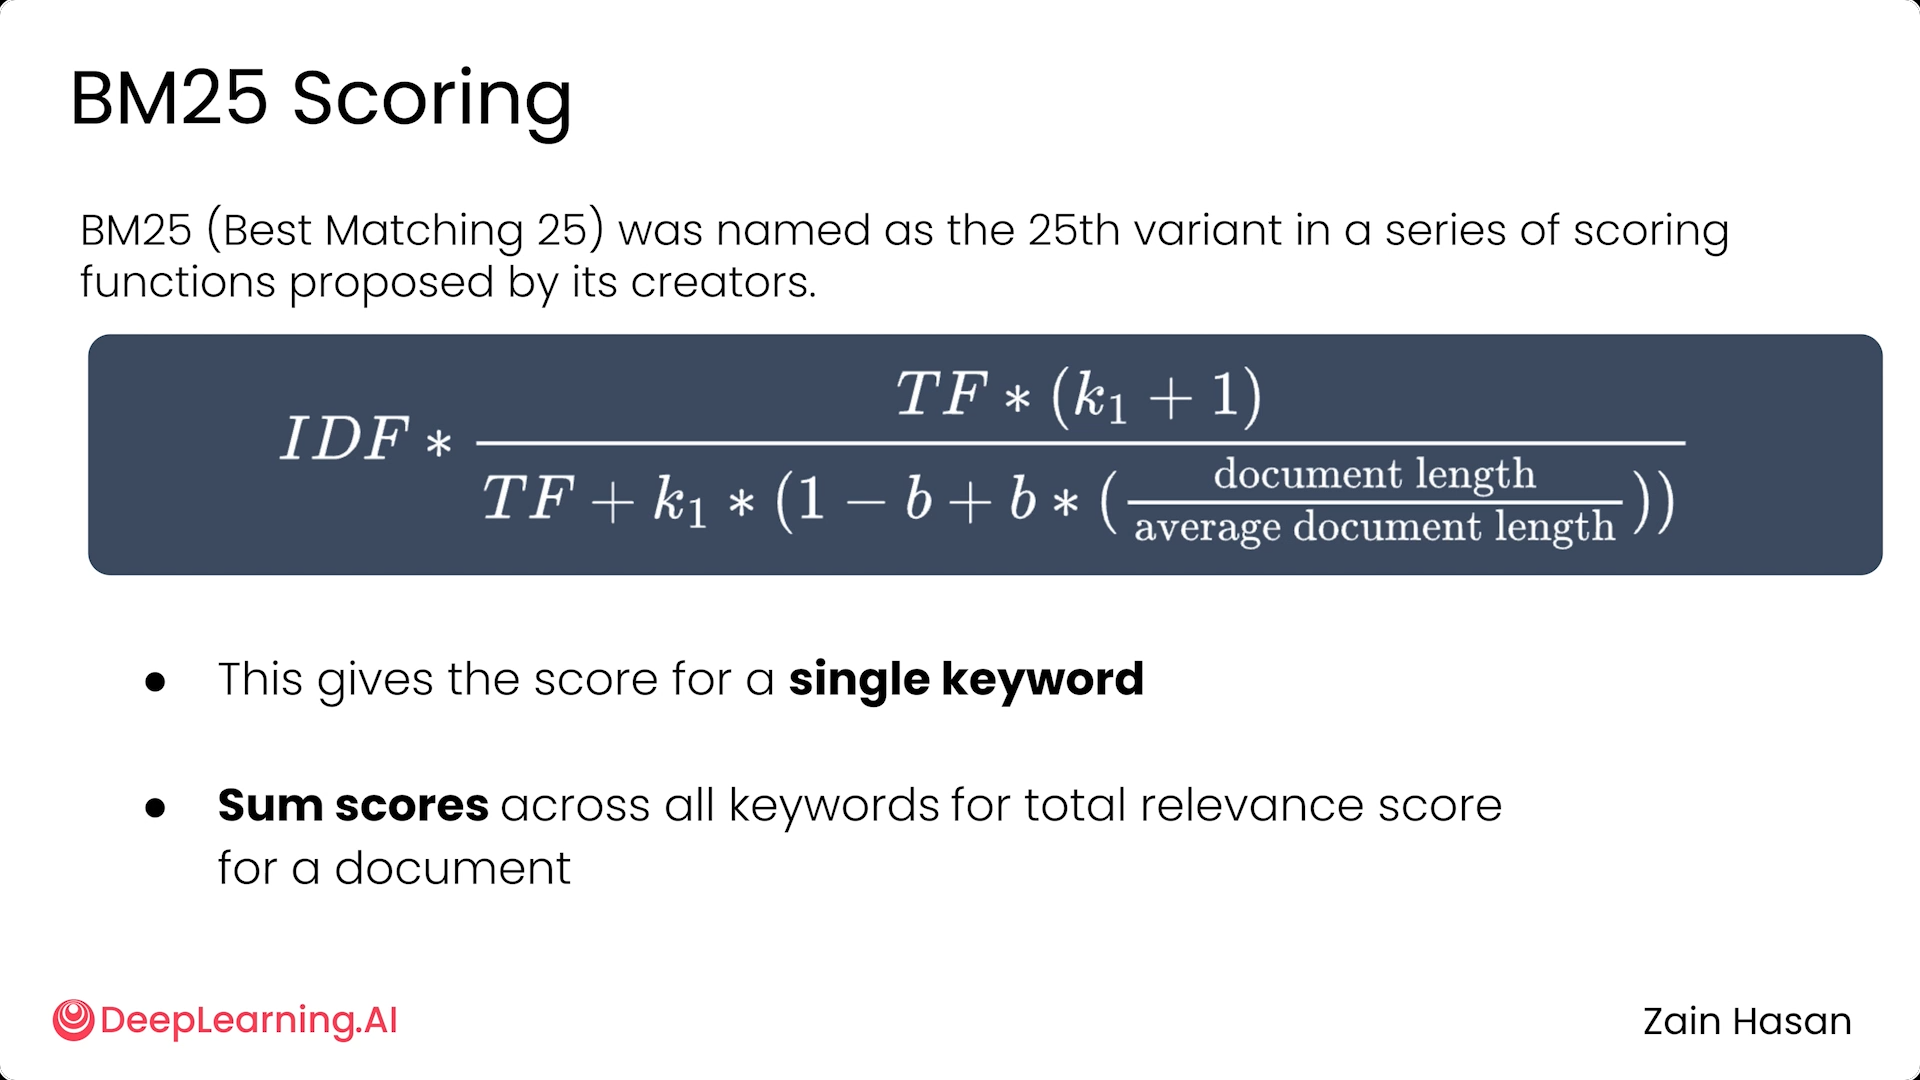 BM25 Scoring
BM25 (Best Matching 25) was named as the 25th variant in a series of scoring
functions proposed by its creators.
IDF * \frac{TF * (k_1 + 1)}{TF + k_1 * (1 - b + b * (\frac{document length}{average document length}))}
● This gives the score for a single keyword
● Sum scores across all keywords for total relevance score
for a document
DeepLearning.AI
Zain Hasan